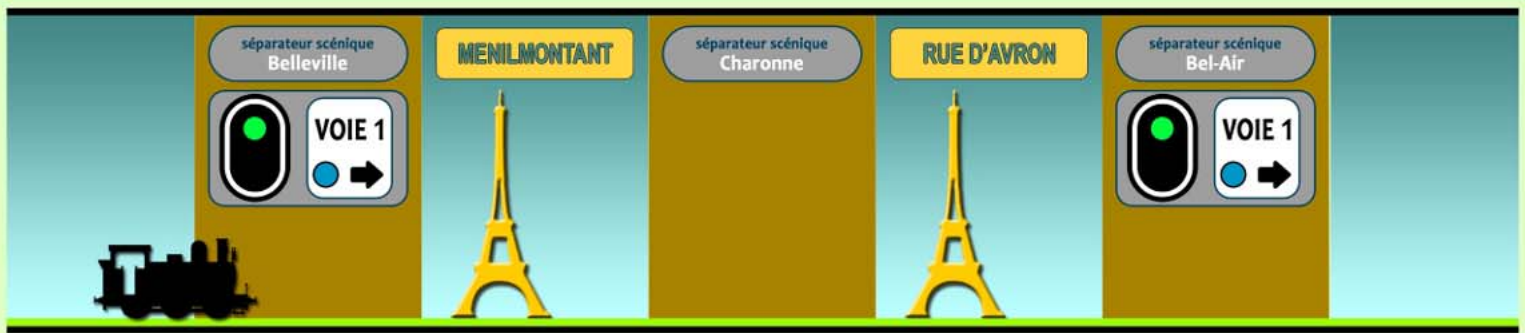 séparateur scénique
Belleville
VOIE 1
MENILMONTANT
séparateur scénique
Charonne
RUE D'AVRON
séparateur scénique
Bel-Air
VOIE 1